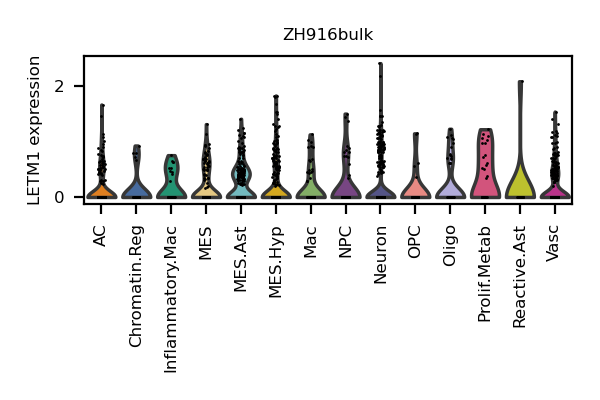 ZH916bulk
LETM1 expression
2
0
AC
Chromatin.Reg
Inflammatory.Mac
MES
MES.Ast
MES.Hyp
Mac
NPC
Neuron
OPC
Oligo
Prolif.Metab
Reactive.Ast
Vasc